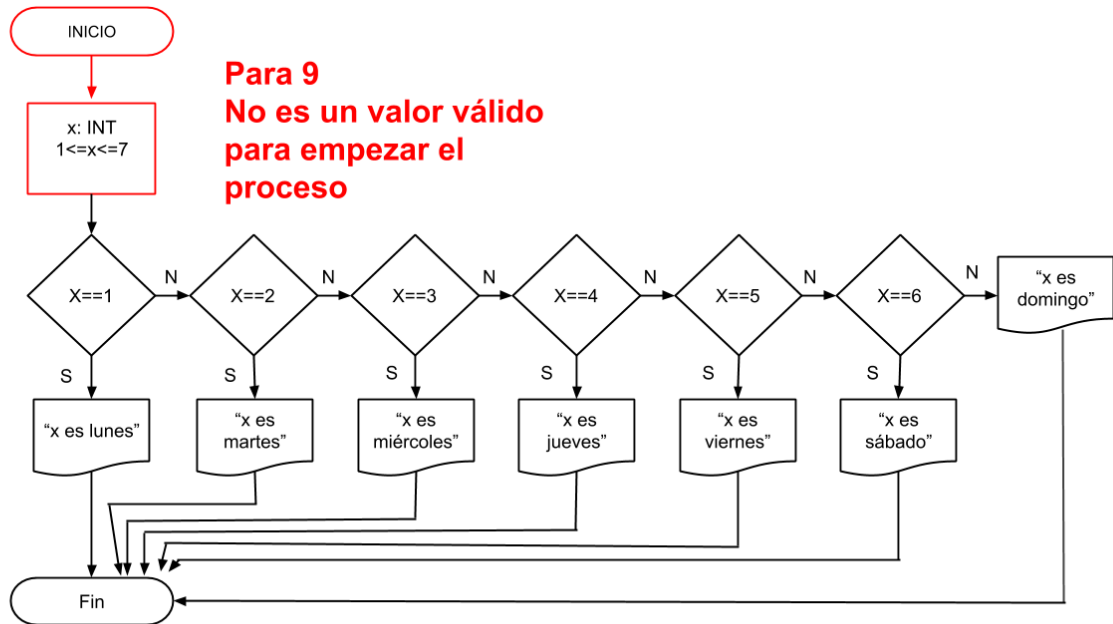 INICIO
Para 9
No es un valor válido
para empezar el
proceso
x: INT
1<=x<=7
X==1
N
X==2
N
X==3
N
X==4
N
X==5
N
X==6
N
“x es
domingo”
S
S
S
S
S
S
“x es lunes”
“x es
martes”
“x es
miércoles”
“x es
jueves”
“x es
viernes”
“x es
sábado”
Fin